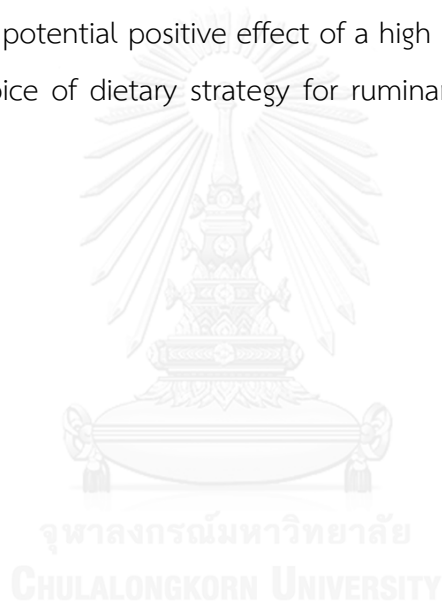 potential positive effect of a high
ice of dietary strategy for rumina
จุฬาลงกรณ์มหาวิทยาลัย
CHULALONGKORN UNIVERSITY